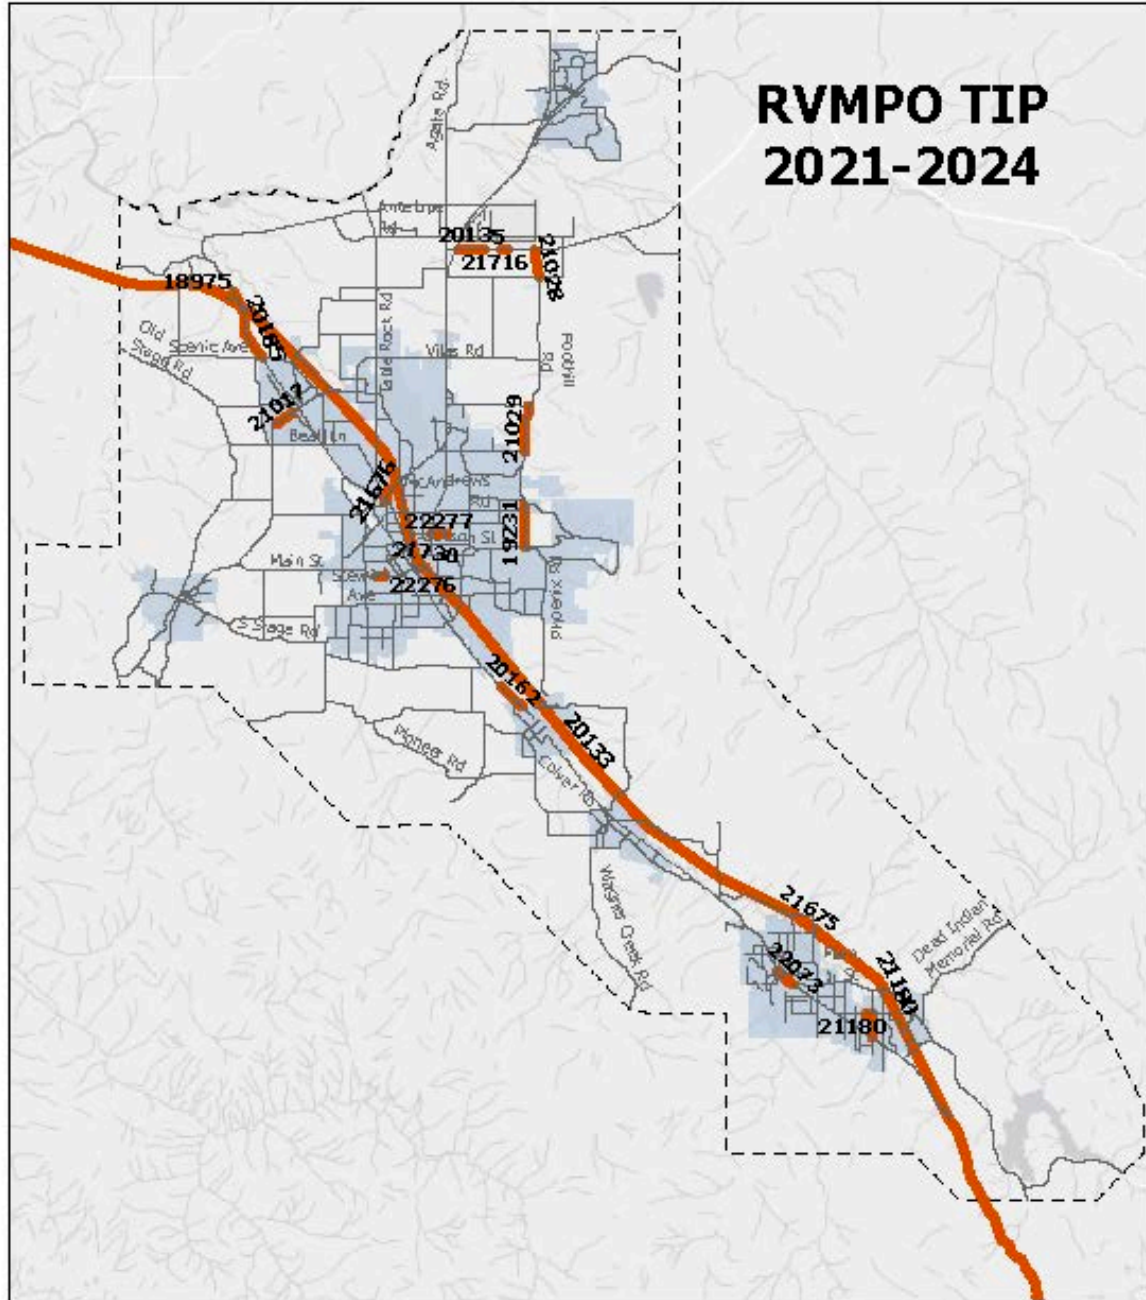 RVMPO TIP
2021-2024
Agate Rd.
Antelope
Rd
20135
21716
21028
18975
20185
Table Rock Rd
Old
Stage Rd
Scenic Ave
Vilas Rd
Foothill
Rd
21017
Beall Ln
21029
21676
McAndrews
Rd
22277
19231
21730
Main St
Stewart
Ave
22276
Phoenix Rd
S Stage Rd
20162
20133
Pioneer Rd
Colver Rd
Wagner Creek Rd
21675
Dead Indian
Memorial Rd
22073
21180
21180